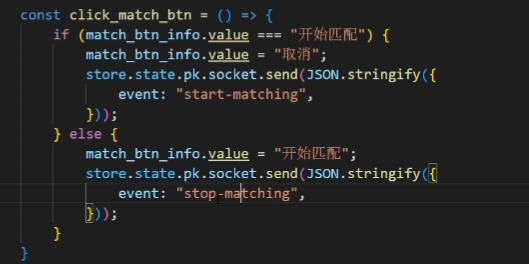 const click_match_btn = () => {
    if (match_btn_info.value === "开始匹配") {
        match_btn_info.value = "取消";
        store.state.pk.socket.send(JSON.stringify({
            event: "start-matching",
        }));
    } else {
        match_btn_info.value = "开始匹配";
        store.state.pk.socket.send(JSON.stringify({
            event: "stop-matching",
        }));
    }
}